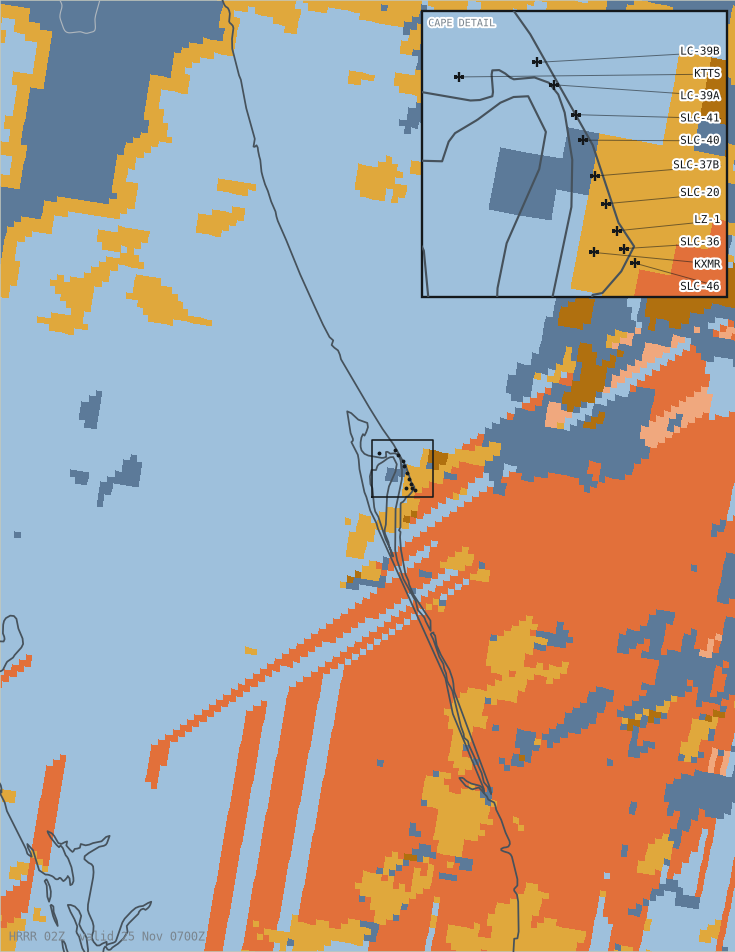 CAPE DETAIL
LC-39B
KTTS
LC-39A
SLC-41
SLC-40
SLC-37B
SLC-20
LZ-1
SLC-36
KXMR
SLC-46
HRRR 02Z valid 25 Nov 0700Z